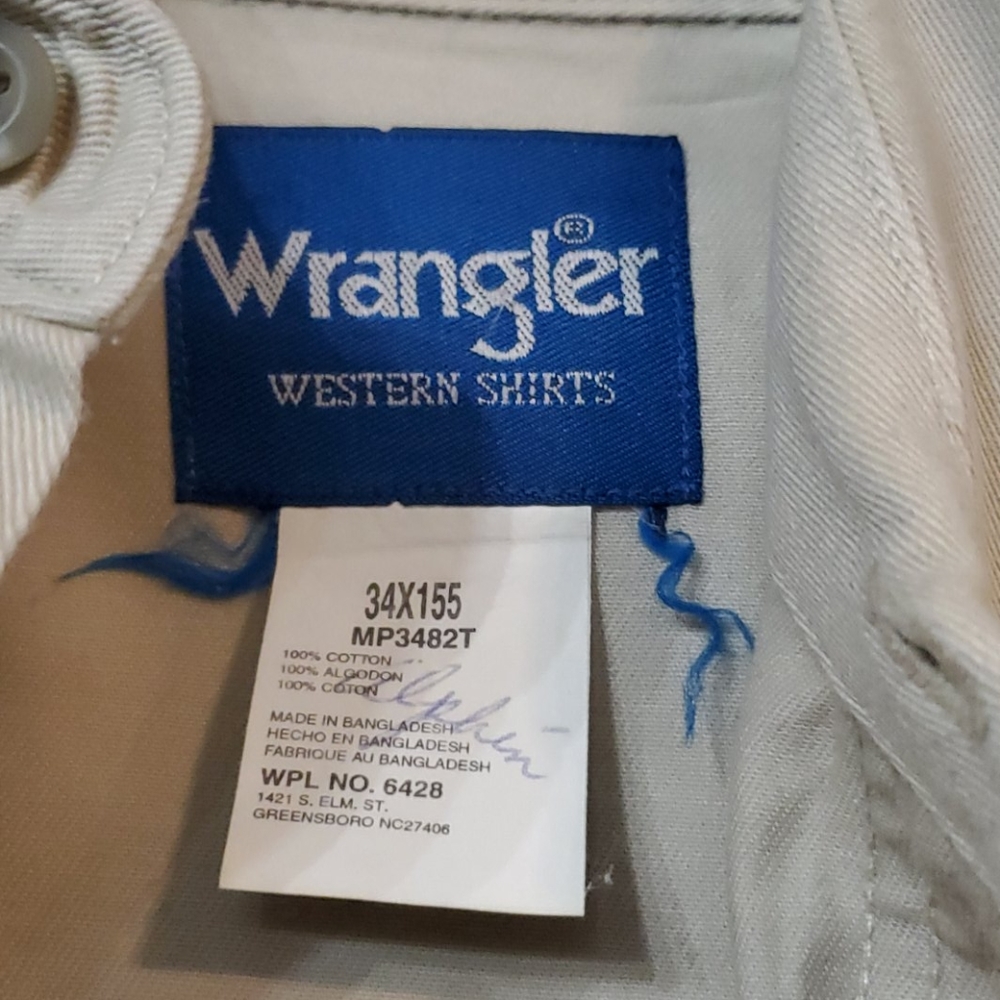 Wrangler®
WESTERN SHIRTS
34X155
MP3482T
100% COTTON
100% ALGODON
100% COTON
MADE IN BANGLADESH
HECHO EN BANGLADESH
FABRIQUE AU BANGLADESH
WPL NO. 6428
1421 S. ELM. ST.
GREENSBORO NC27406